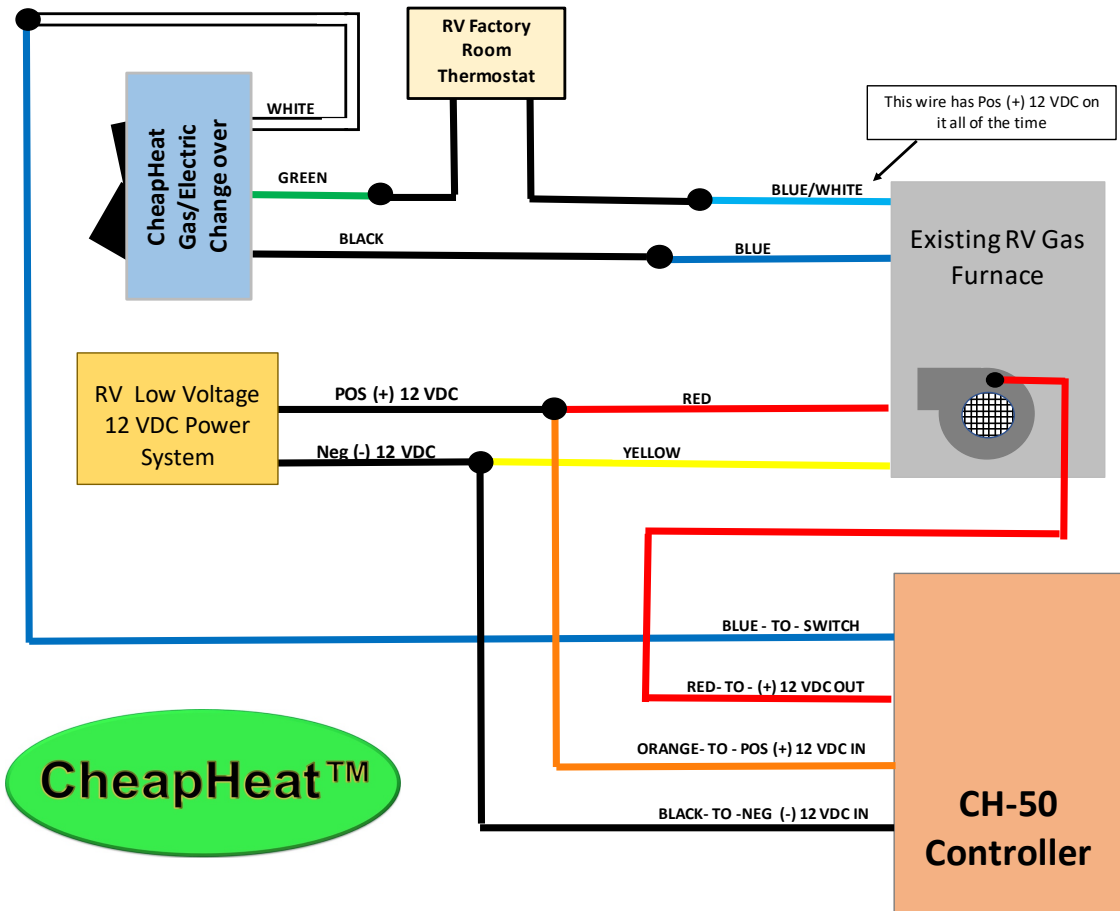 RV Factory
Room
Thermostat
WHITE
CheapHeat
Gas/Electric
Change over
This wire has Pos (+) 12 VDC on
it all of the time
GREEN
BLUE/WHITE
BLACK
BLUE
Existing RV Gas
Furnace
RV  Low Voltage
12 VDC Power
System
POS (+) 12 VDC
RED
Neg (-) 12 VDC
YELLOW
BLUE - TO - SWITCH
RED- TO - (+) 12 VDC OUT
ORANGE- TO - POS (+) 12 VDC IN
BLACK- TO -NEG (-) 12 VDC IN
CheapHeat™
CH-50
Controller